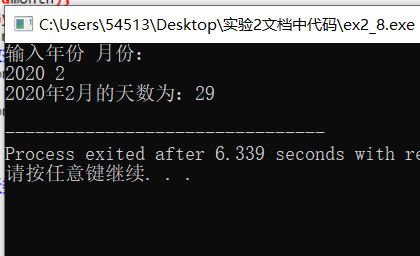 C:\Users\54513\Desktop\实验2文档中代码\ex2_8.exe
输入年份 月份：
2020 2
2020年2月的天数为：29
--------------------------------
Process exited after 6.339 seconds with re
请按任意键继续. . .